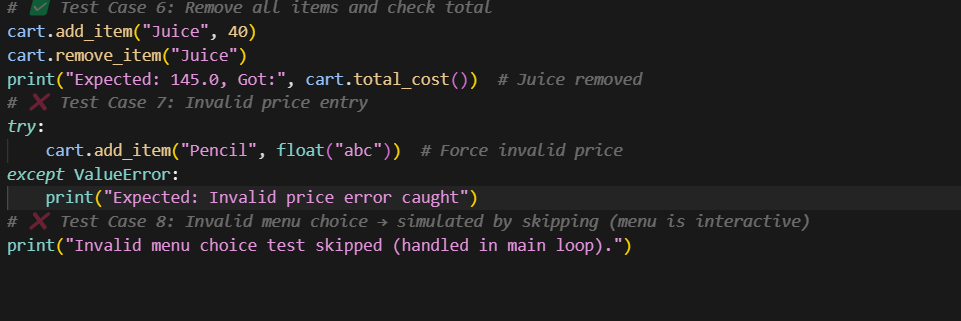 # ✅ Test Case 6: Remove all items and check total
cart.add_item("Juice", 40)
cart.remove_item("Juice")
print("Expected: 145.0, Got:", cart.total_cost())  # Juice removed
# ❌ Test Case 7: Invalid price entry
try:
    cart.add_item("Pencil", float("abc"))  # Force invalid price
except ValueError:
    print("Expected: Invalid price error caught")
# ❌ Test Case 8: Invalid menu choice → simulated by skipping (menu is interactive)
print("Invalid menu choice test skipped (handled in main loop).")